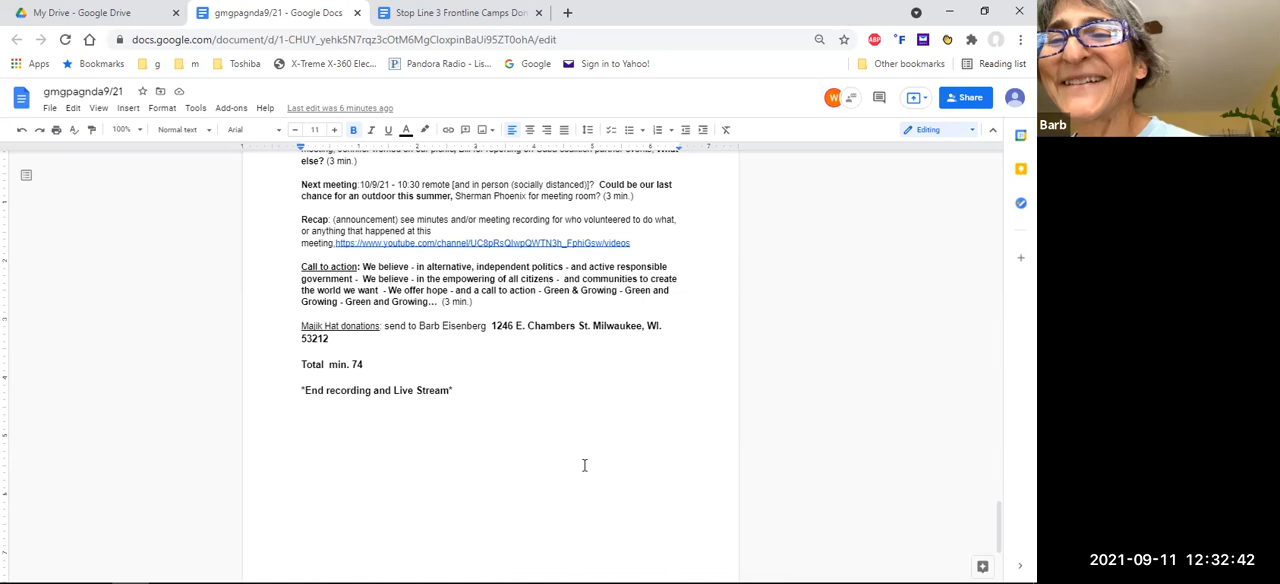 My Drive - Google Drive
gmgpagnda9/21 - Google Docs
Stop Line 3 Frontline Camps Don
docs.google.com/document/d/1-CHUY_yehk5N7rqz3cOtM6MgCloxpinBaUi95ZT0ohA/edit
Apps
Bookmarks
g
m
Toshiba
X-Treme X-360 Elec...
Pandora Radio - Lis...
Google
Sign in to Yahoo!
Other bookmarks
Reading list
gmgpagnda9/21
File Edit View Insert Format Tools Add-ons Help Last edit was 6 minutes ago
Share
100% Normal text Arial 11 Editing
else? (3 min.)
Next meeting:10/9/21 - 10:30 remote [and in person (socially distanced)]? Could be our last
chance for an outdoor this summer, Sherman Phoenix for meeting room? (3 min.)
Recap: (announcement) see minutes and/or meeting recording for who volunteered to do what,
or anything that happened at this
meeting,https://www.youtube.com/channel/UC8pRsQIwpQWTN3h_FphiGsw/videos
Call to action: We believe - in alternative, independent politics - and active responsible
government - We believe - in the empowering of all citizens - and communities to create
the world we want - We offer hope - and a call to action - Green & Growing - Green and
Growing - Green and Growing... (3 min.)
Majik Hat donations: send to Barb Eisenberg 1246 E. Chambers St. Milwaukee, WI.
53212
Total min. 74
*End recording and Live Stream*
Barb
2021-09-11 12:32:42